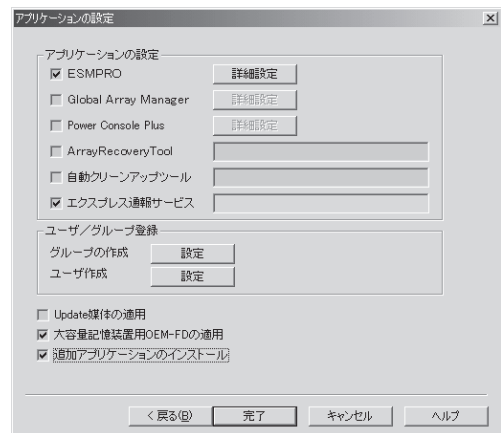 アプリケーションの設定
アプリケーションの設定
ESMPRO 詳細設定
Global Array Manager 詳細設定
Power Console Plus 詳細設定
ArrayRecoveryTool
自動クリーンアップツール
エクスプレス通報サービス
ユーザ／グループ登録
グループの作成 設定
ユーザ作成 設定
Update媒体の適用
大容量記憶装置用OEM-FDの適用
追加アプリケーションのインストール
< 戻る(B) 完了 キャンセル ヘルプ